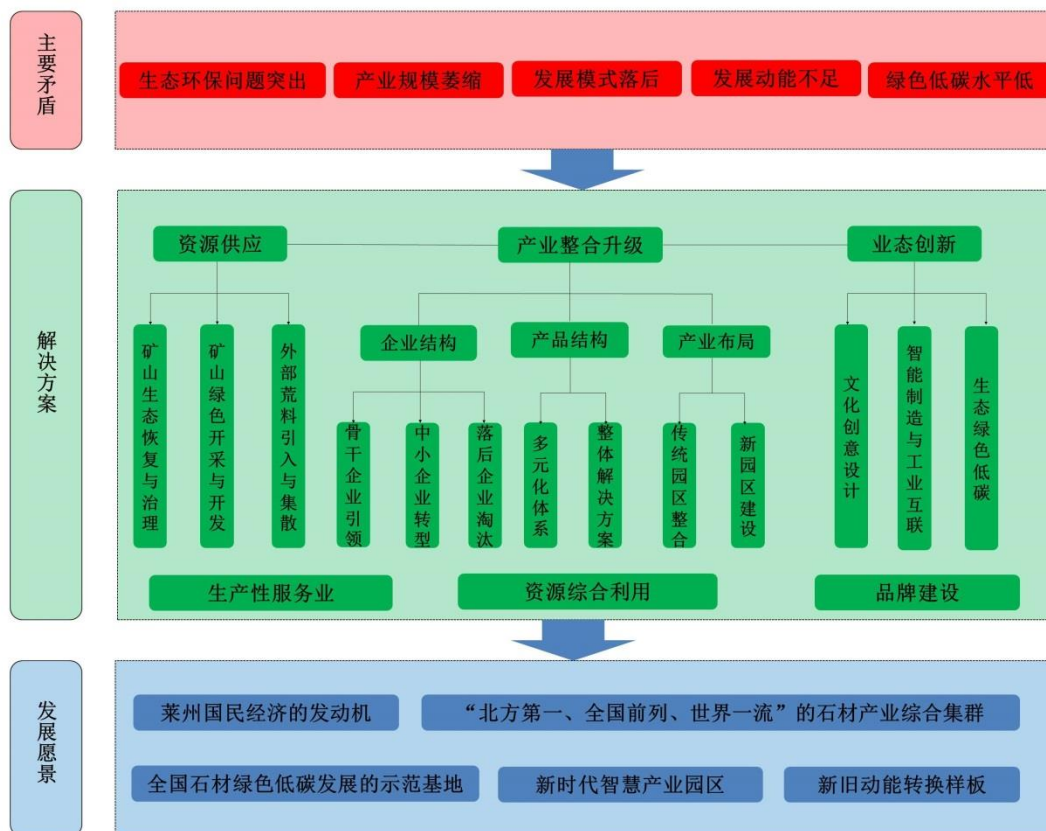 主要矛盾
生态环保问题突出
产业规模萎缩
发展模式落后
发展动能不足
绿色低碳水平低
解决方案
资源供应
产业整合升级
业态创新
矿山生态恢复与治理
矿山绿色开采与开发
外部荒料引入与集散
企业结构
产品结构
产业布局
骨干企业引领
中小企业转型
落后企业淘汰
多元化体系
整体解决方案
传统园区整合
新园区建设
文化创意设计
智能制造与工业互联
生态绿色低碳
生产性服务业
资源综合利用
品牌建设
发展愿景
莱州国民经济的发动机
“北方第一、全国前列、世界一流”的石材产业综合集群
全国石材绿色低碳发展的示范基地
新时代智慧产业园区
新旧动能转换样板